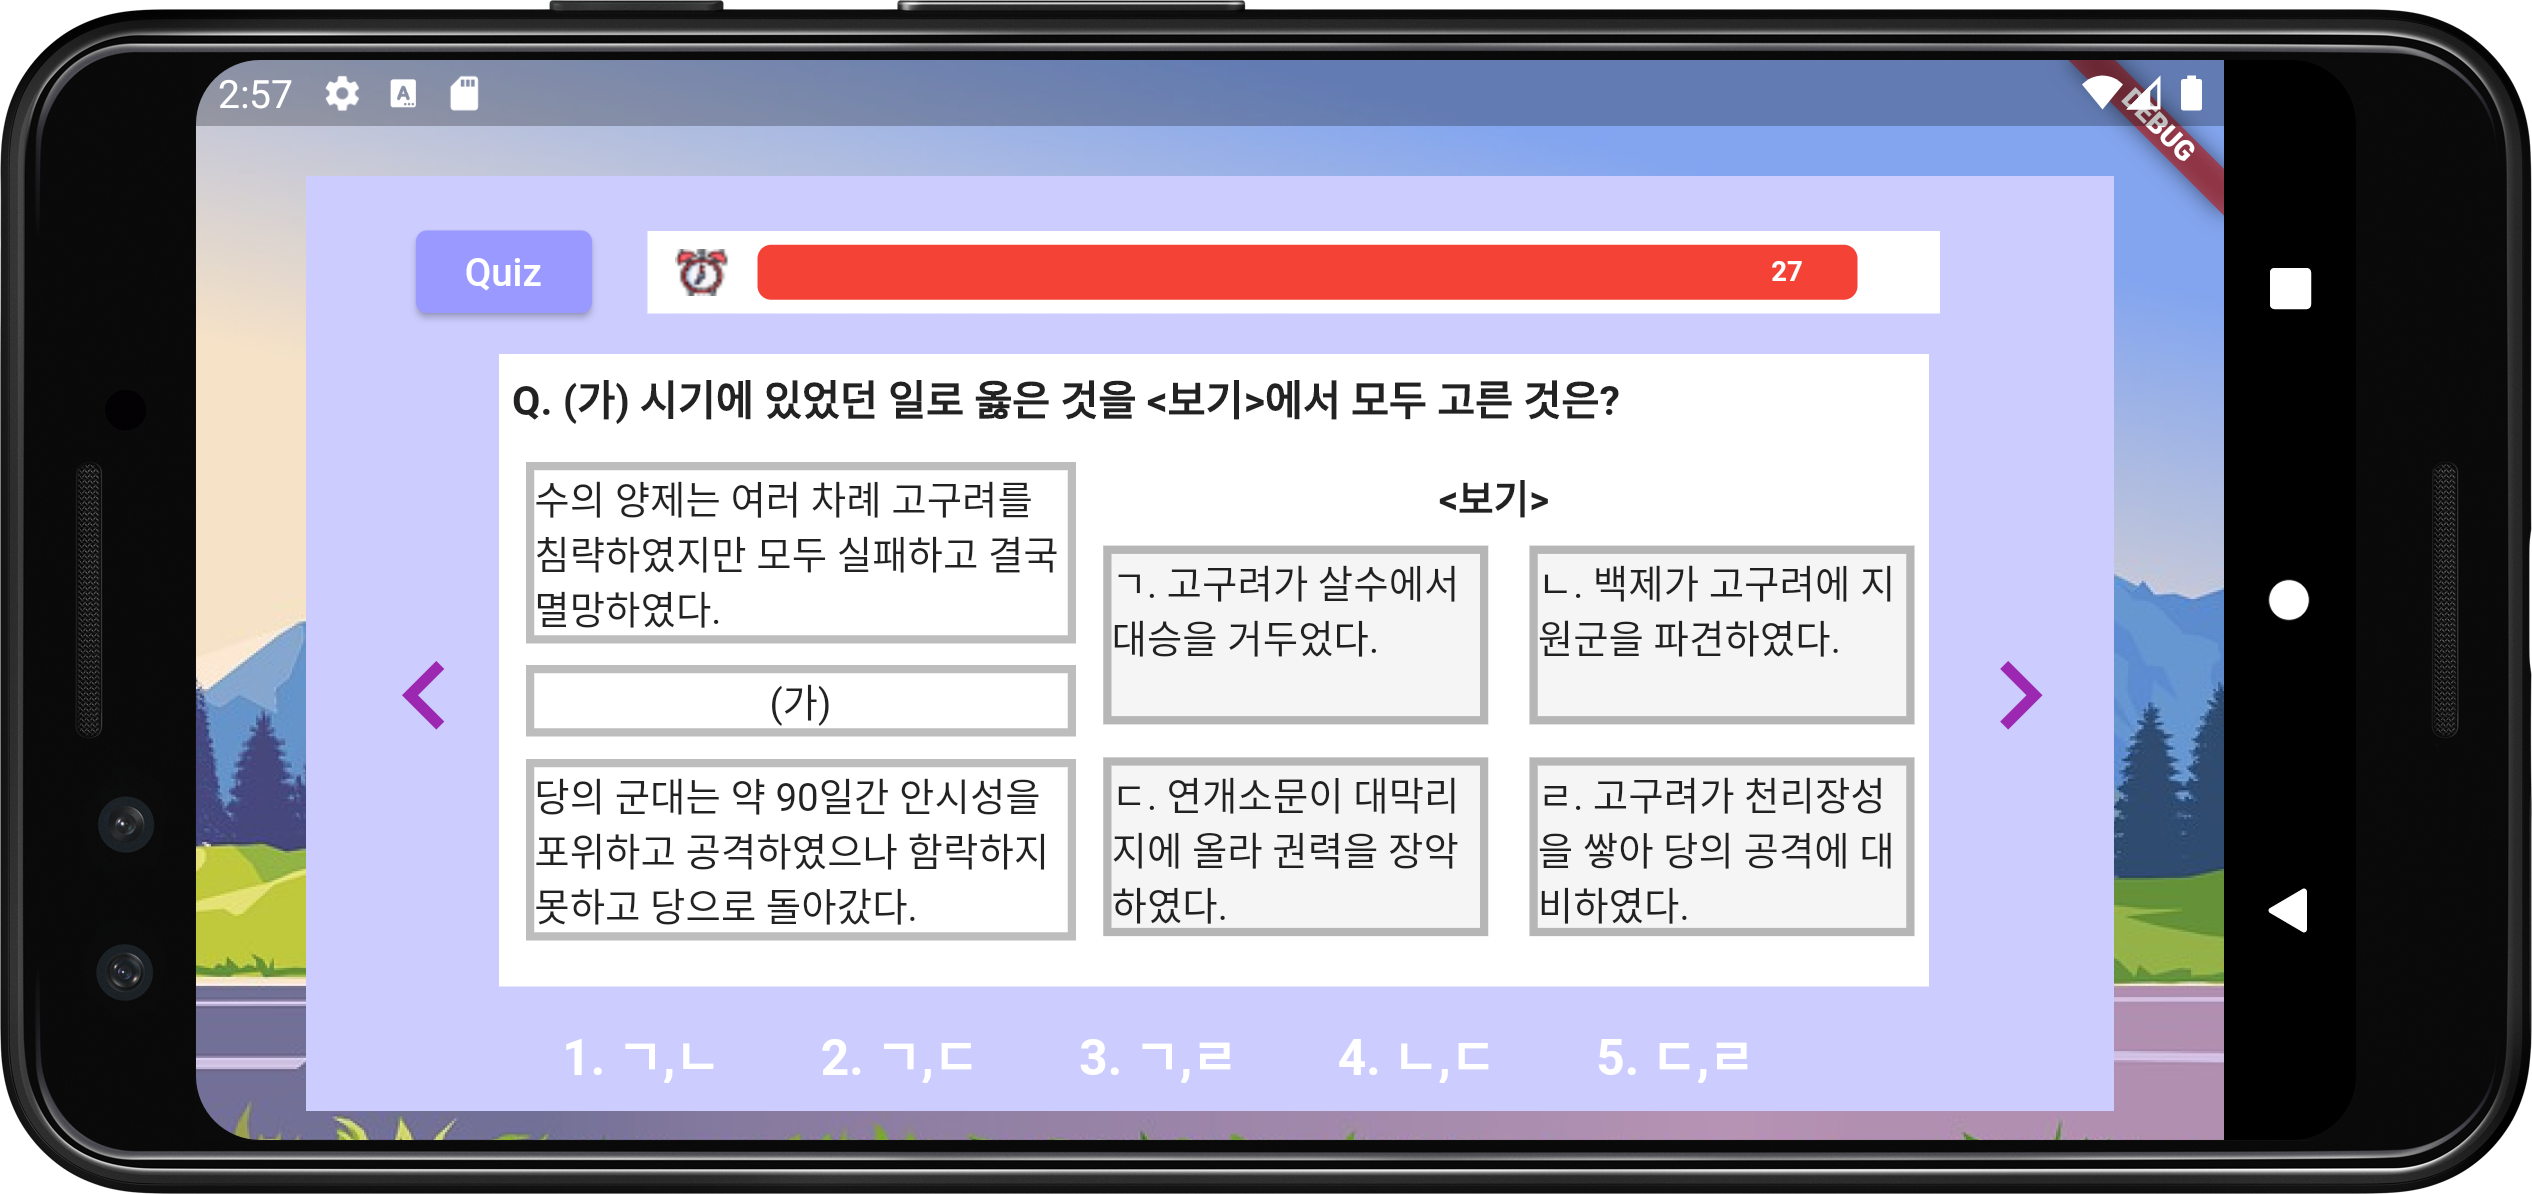 2:57
DEBUG
Quiz
27
Q. (가) 시기에 있었던 일로 옳은 것을 <보기>에서 모두 고른 것은?
수의 양제는 여러 차례 고구려를
침략하였지만 모두 실패하고 결국
멸망하였다.
(가)
당의 군대는 약 90일간 안시성을
포위하고 공격하였으나 함락하지
못하고 당으로 돌아갔다.
<보기>
ㄱ. 고구려가 살수에서
대승을 거두었다.
ㄴ. 백제가 고구려에 지
원군을 파견하였다.
ㄷ. 연개소문이 대막리
지에 올라 권력을 장악
하였다.
ㄹ. 고구려가 천리장성
을 쌓아 당의 공격에 대
비하였다.
1. ㄱ,ㄴ
2. ㄱ,ㄷ
3. ㄱ,ㄹ
4. ㄴ,ㄷ
5. ㄷ,ㄹ